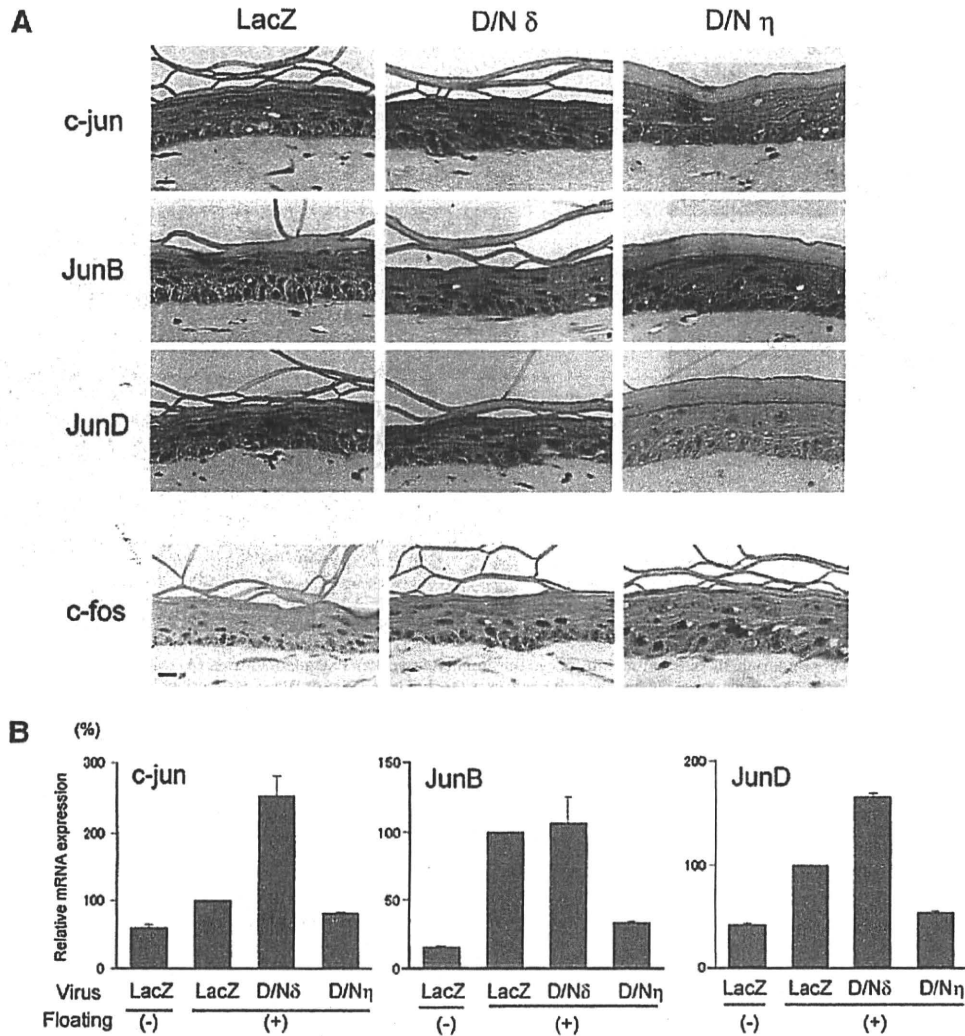 A
LacZ D/N δ D/N η
c-jun
JunB
JunD
c-fos
B (%)
Relative mRNA expression
300
200
100
0
c-jun
150
100
50
0
JunB
200
100
0
JunD
Virus LacZ LacZ D/Nδ D/Nη LacZ LacZ D/Nδ D/Nη LacZ LacZ D/Nδ D/Nη
Floating (-) (+) (-) (+) (-) (+)